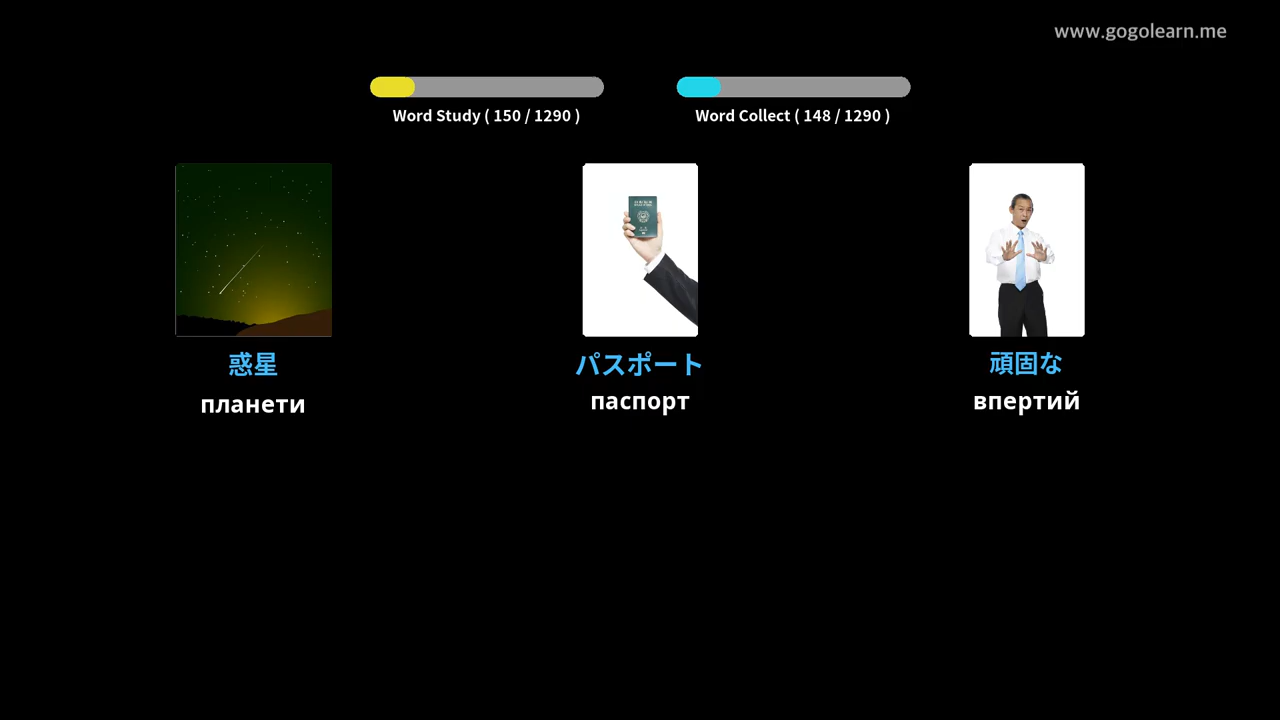 www.gogolearn.me
Word Study ( 150 / 1290 )
Word Collect ( 148 / 1290 )
惑星
планети
パスポート
паспорт
頑固な
впертий